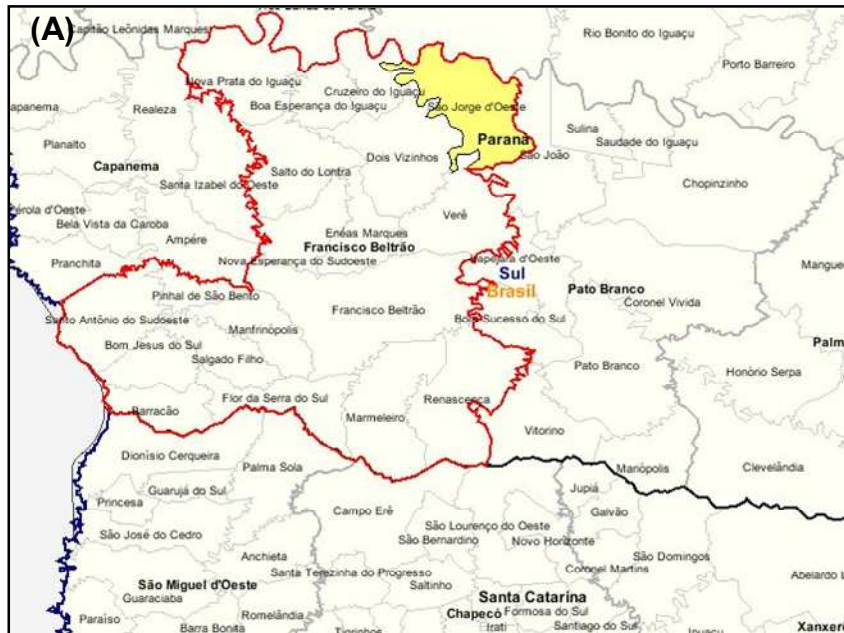 (A)
Capitão Leônidas Marques
Rio Bonito do Iguaçu
Porto Barreiro
Nova Prata do Iguaçu
Cruzeiro do Iguaçu
Boa Esperança do Iguaçu
São Jorge d'Oeste
Capanema
Realeza
Planalto
Capanema
Paraná
Sulina
Saudade do Iguaçu
São João
Dois Vizinhos
Salto do Lontra
Santa Izabel do Oeste
Chopinzinho
Pérola d'Oeste
Bela Vista da Caroba
Verê
Enéas Marques
Francisco Beltrão
Ampére
Pranchita
Nova Esperança do Sudoeste
Itapejara d'Oeste
Sul
Brasil
Pato Branco
Coronel Vivida
Mangue
Pinhal de São Bento
Santo Antônio do Sudoeste
Francisco Beltrão
Manfrinópolis
Bom Sucesso do Sul
Bom Jesus do Sul
Salgado Filho
Palm
Pato Branco
Honório Serpa
Flor da Serra do Sul
Renascença
Barracão
Marmeleiro
Vitorino
Dionísio Cerqueira
Palma Sola
Mariópolis
Clevelândia
Guarujá do Sul
Princesa
Jupiá
Campo Erê
Galvão
São José do Cedro
São Lourenço do Oeste
São Bernardino
Novo Horizonte
Anchieta
São Domingos
Santa Terezinha do Progresso
Coronel Martins
Abelardo L
São Miguel d'Oeste
Saltinho
Guaraciaba
Santa Catarina
Romelândia
Chapecó
Formosa do Sul
Paraíso
Barra Bonita
Tigrinhos
Irati
Santiago do Sul
Ipuaçu
Xanxerê